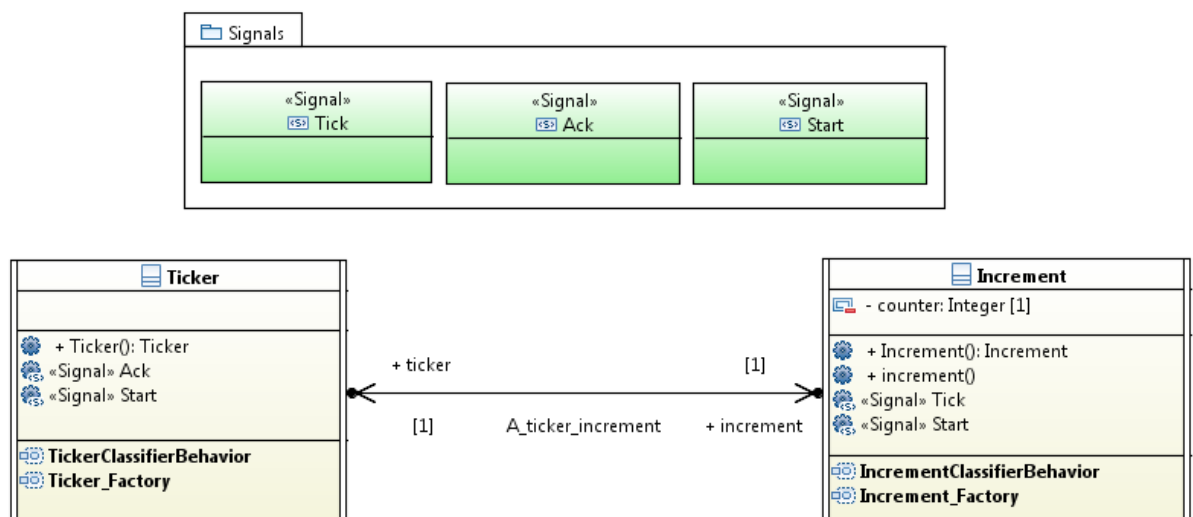 Signals
«Signal»
Tick
«Signal»
Ack
«Signal»
Start
Ticker
+ Ticker(): Ticker
«Signal» Ack
«Signal» Start
TickerClassifierBehavior
Ticker_Factory
+ ticker
[1]
[1]
A_ticker_increment
+ increment
Increment
- counter: Integer [1]
+ Increment(): Increment
+ increment()
«Signal» Tick
«Signal» Start
IncrementClassifierBehavior
Increment_Factory